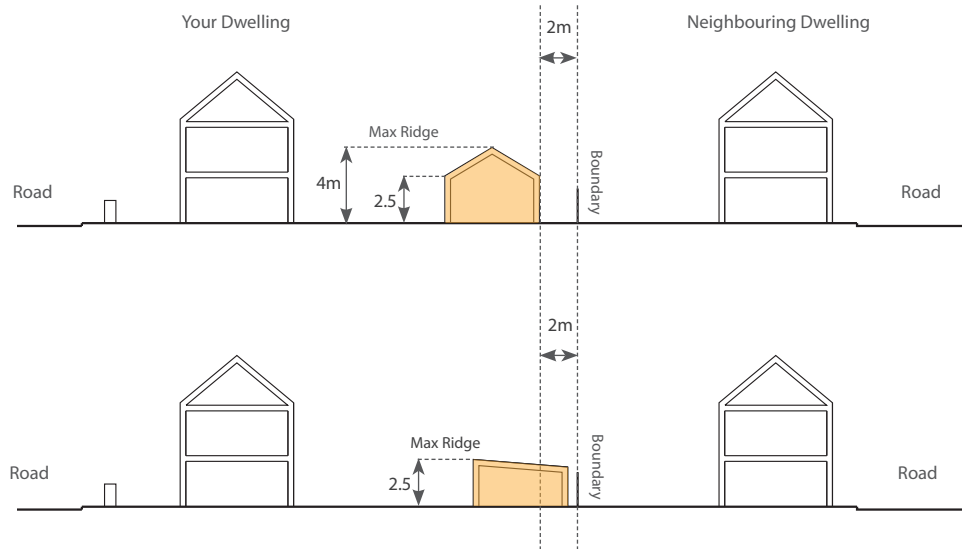 Your Dwelling
2m
Neighbouring Dwelling
Max Ridge
4m
2.5
Boundary
Road
Road
2m
Max Ridge
2.5
Boundary
Road
Road